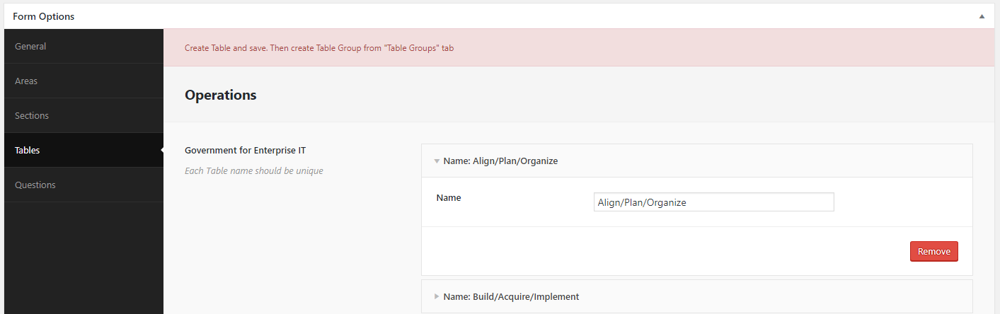 Form Options
General
Areas
Sections
Tables
Questions
Create Table and save. Then create Table Group from "Table Groups" tab
Operations
Government for Enterprise IT
Each Table name should be unique
Name: Align/Plan/Organize
Name
Align/Plan/Organize
Remove
Name: Build/Acquire/Implement